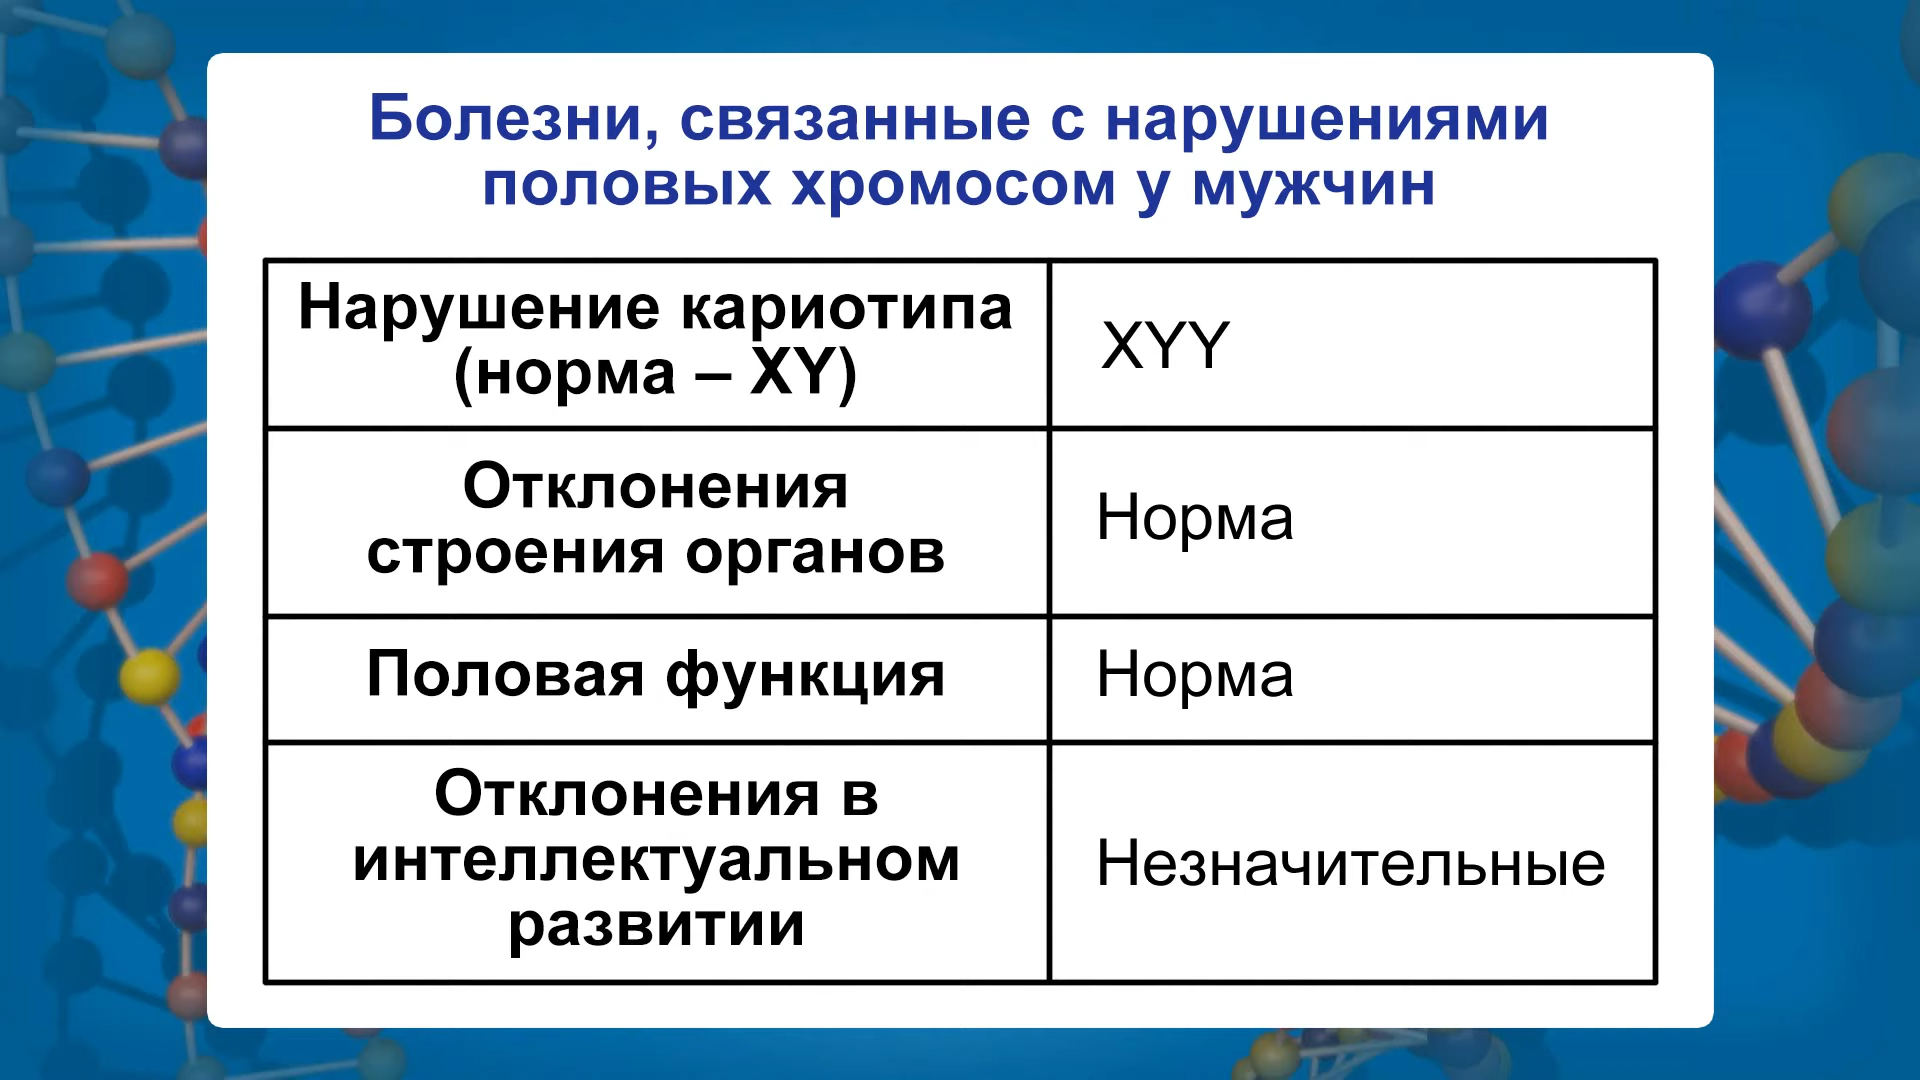 Болезни, связанные с нарушениями
половых хромосом у мужчин
Нарушение кариотипа
(норма – XY)
XYY
Отклонения
строения органов
Норма
Половая функция
Норма
Отклонения в
интеллектуальном
развитии
Незначительные